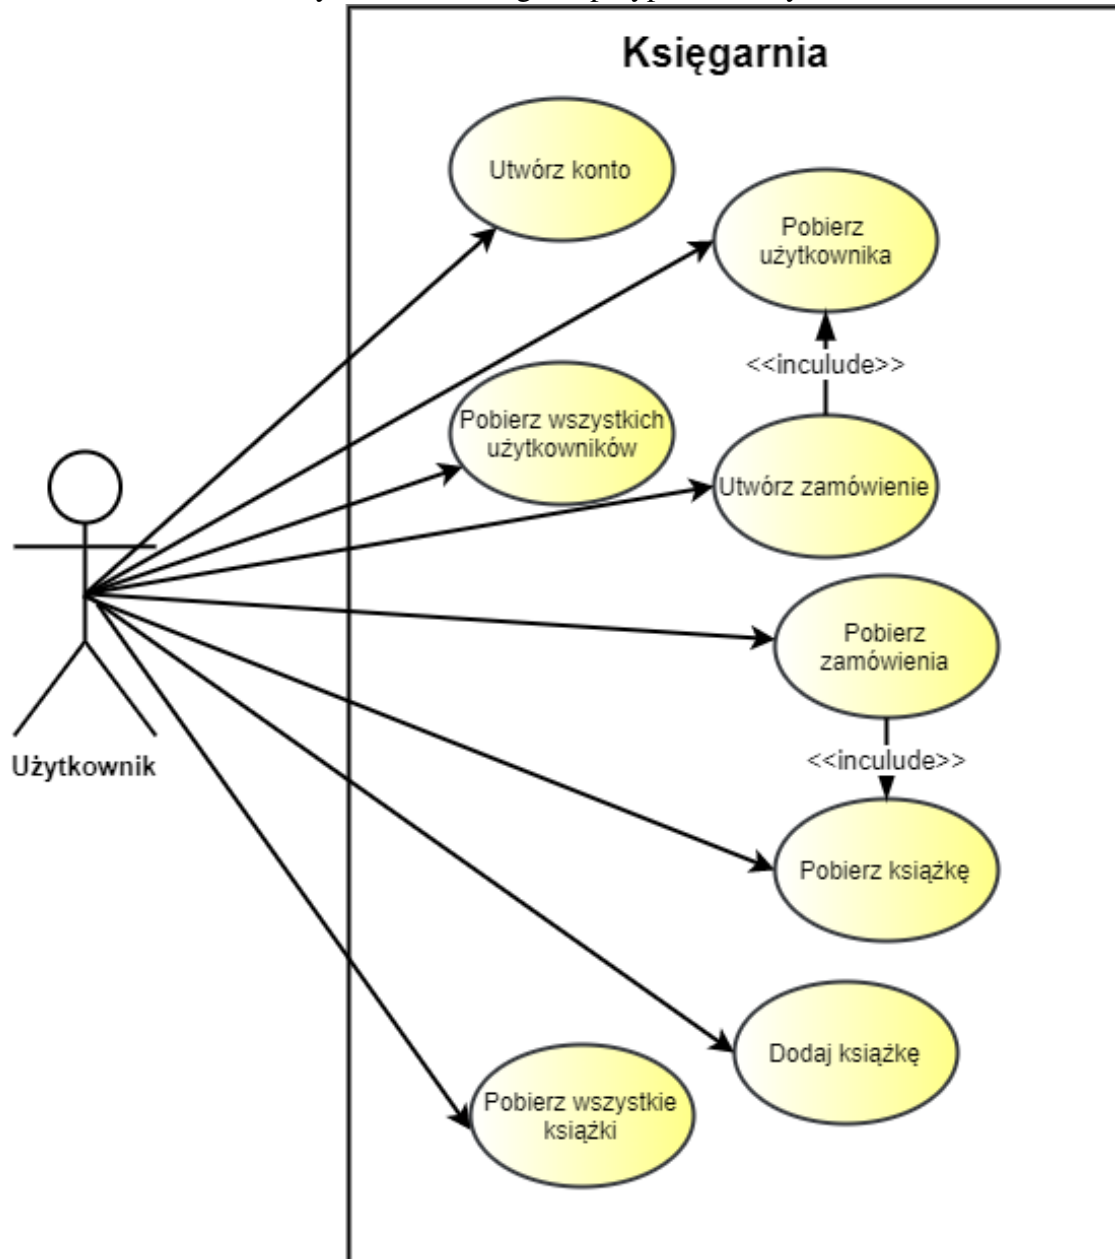 Księgarnia
Utwórz konto
Pobierz
użytkownika
<<inculude>>
Pobierz wszystkich
użytkowników
Utwórz zamówienie
Pobierz
zamówienia
<<inculude>>
Użytkownik
Pobierz książkę
Dodaj książkę
Pobierz wszystkie
książki